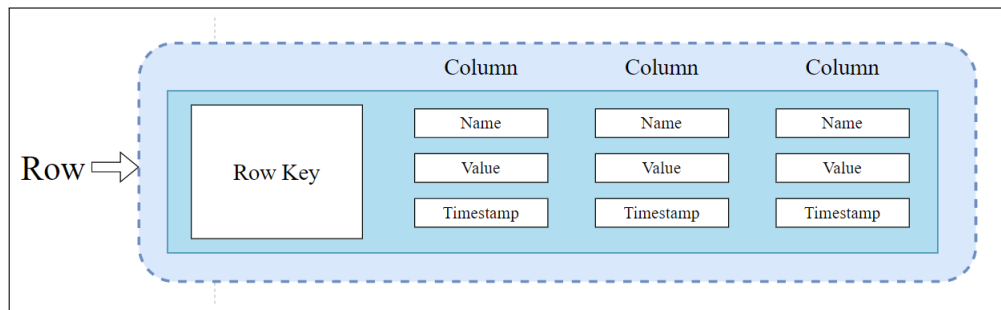 Column Column Column
Name Name Name
Row Row Key Value Value Value
Timestamp Timestamp Timestamp